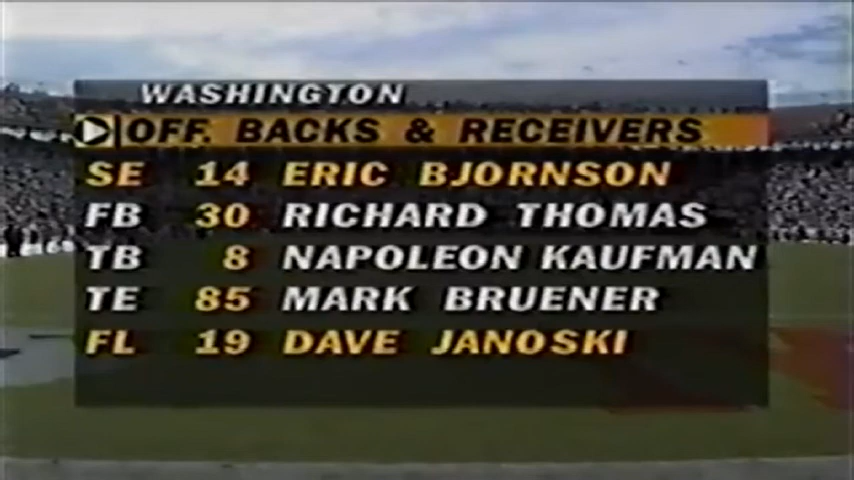 WASHINGTON
OFF. BACKS & RECEIVERS
SE 14 ERIC BJORNSON
FB 30 RICHARD THOMAS
TB 8 NAPOLEON KAUFMAN
TE 85 MARK BRUENER
FL 19 DAVE JANOSKI